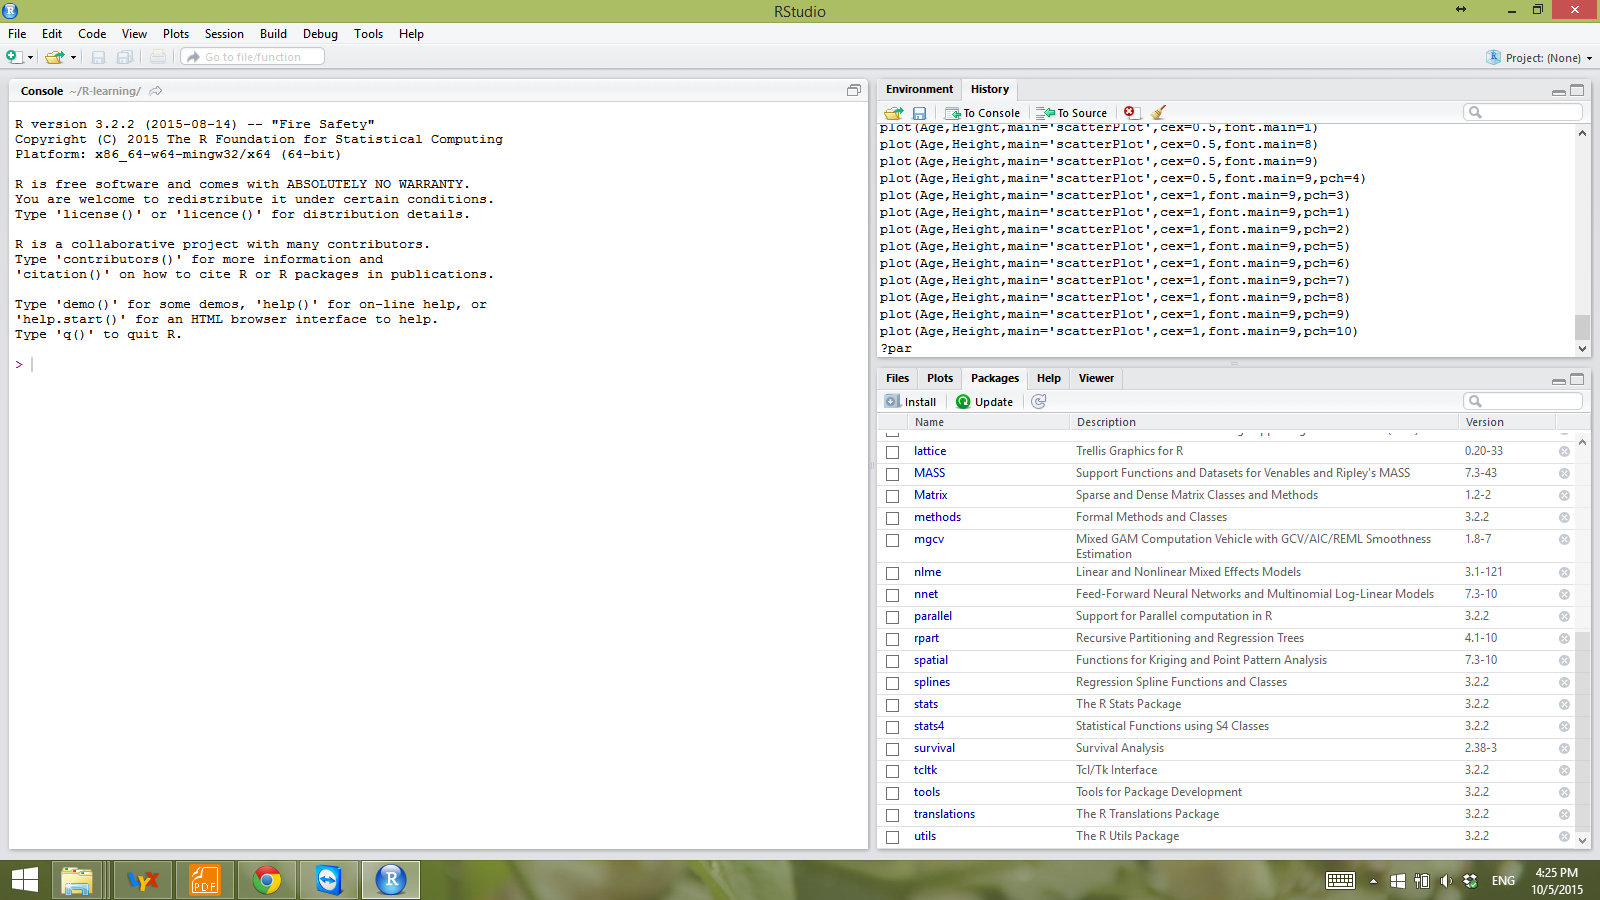 RStudio
File Edit Code View Plots Session Build Debug Tools Help
Go to file/function
Project: (None)
Console ~/R-learning/
R version 3.2.2 (2015-08-14) -- "Fire Safety"
Copyright (C) 2015 The R Foundation for Statistical Computing
Platform: x86_64-w64-mingw32/x64 (64-bit)
R is free software and comes with ABSOLUTELY NO WARRANTY.
You are welcome to redistribute it under certain conditions.
Type 'license()' or 'licence()' for distribution details.
R is a collaborative project with many contributors.
Type 'contributors()' for more information and
'citation()' on how to cite R or R packages in publications.
Type 'demo()' for some demos, 'help()' for on-line help, or
'help.start()' for an HTML browser interface to help.
Type 'q()' to quit R.
>
Environment History
To Console To Source
plot(Age,Height,main='scatterPlot',cex=0.5,font.main=1)
plot(Age,Height,main='scatterPlot',cex=0.5,font.main=8)
plot(Age,Height,main='scatterPlot',cex=0.5,font.main=9)
plot(Age,Height,main='scatterPlot',cex=0.5,font.main=9,pch=4)
plot(Age,Height,main='scatterPlot',cex=1,font.main=9,pch=3)
plot(Age,Height,main='scatterPlot',cex=1,font.main=9,pch=1)
plot(Age,Height,main='scatterPlot',cex=1,font.main=9,pch=2)
plot(Age,Height,main='scatterPlot',cex=1,font.main=9,pch=5)
plot(Age,Height,main='scatterPlot',cex=1,font.main=9,pch=6)
plot(Age,Height,main='scatterPlot',cex=1,font.main=9,pch=7)
plot(Age,Height,main='scatterPlot',cex=1,font.main=9,pch=8)
plot(Age,Height,main='scatterPlot',cex=1,font.main=9,pch=9)
plot(Age,Height,main='scatterPlot',cex=1,font.main=9,pch=10)
?par
Files Plots Packages Help Viewer
Install Update
Name Description Version
lattice Trellis Graphics for R 0.20-33
MASS Support Functions and Datasets for Venables and Ripley's MASS 7.3-43
Matrix Sparse and Dense Matrix Classes and Methods 1.2-2
methods Formal Methods and Classes 3.2.2
mgcv Mixed GAM Computation Vehicle with GCV/AIC/REML Smoothness 1.8-7
Estimation
nlme Linear and Nonlinear Mixed Effects Models 3.1-121
nnet Feed-Forward Neural Networks and Multinomial Log-Linear Models 7.3-10
parallel Support for Parallel computation in R 3.2.2
rpart Recursive Partitioning and Regression Trees 4.1-10
spatial Functions for Kriging and Point Pattern Analysis 7.3-10
splines Regression Spline Functions and Classes 3.2.2
stats The R Stats Package 3.2.2
stats4 Statistical Functions using S4 Classes 3.2.2
survival Survival Analysis 2.38-3
tcltk Tcl/Tk Interface 3.2.2
tools Tools for Package Development 3.2.2
translations The R Translations Package 3.2.2
utils The R Utils Package 3.2.2
PDF
R
ENG
4:25 PM
10/5/2015